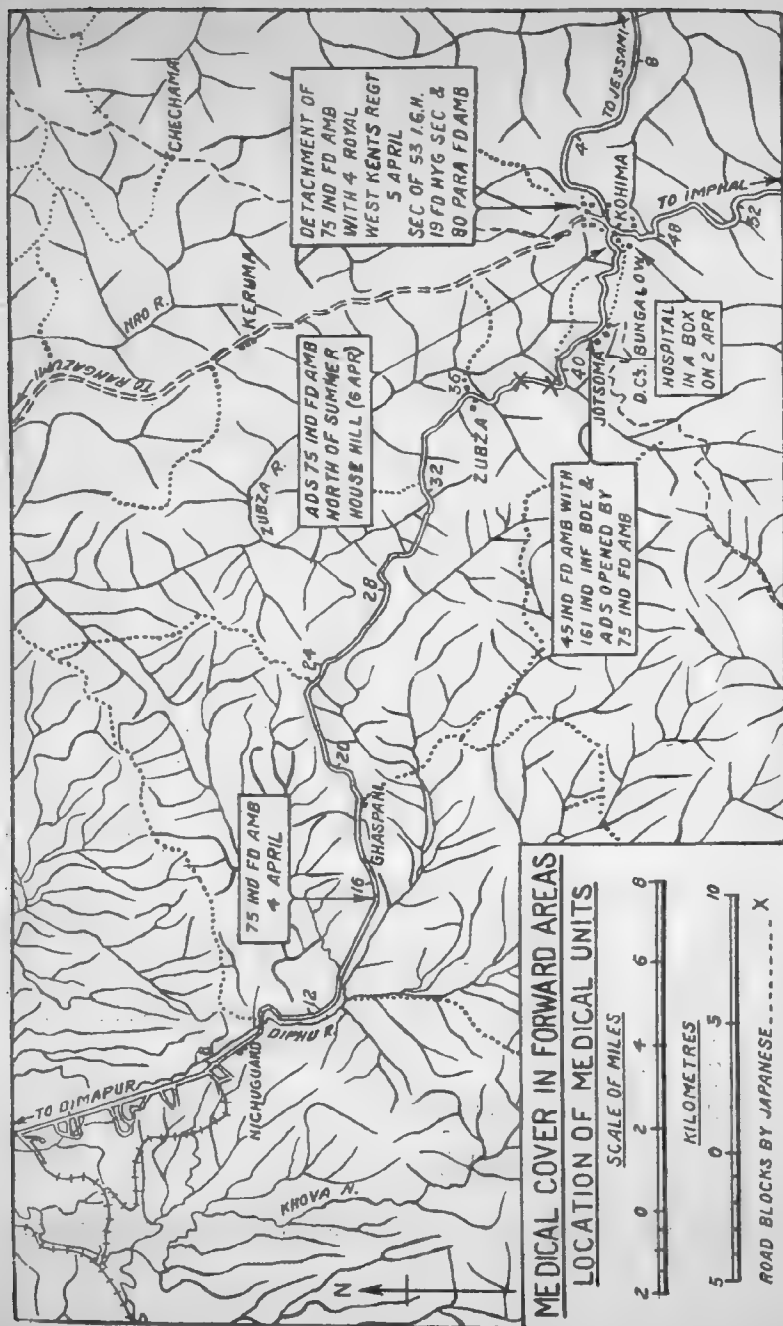 CHECHAMA
DETACHMENT OF
75 IND FD AMB
WITH 4 ROYAL
WEST KENTS REGT
5 APRIL
SEC OF 53 I.G.H.
19 FD HYG SEC &
80 PARA FD AMB
TO JESSAMI
8
4
KOHIMA
TO IMPHAL
48
52
TO RANGAZUMI
KERUMA
ADS 75 IND FD AMB
NORTH OF SUMMER
HOUSE HILL (6 APR)
ZUBZA R.
36
ZUBZA
32
28
24
20
GHASPANI
16
12
40
JOTSOMA
D.C's. BUNGALOW
HOSPITAL
IN A BOX
ON 2 APR
45 IND FD AMB WITH
161 IND INF BDE &
ADS OPENED BY
75 IND FD AMB
75 IND FD AMB
4 APRIL
TO DIMAPUR
NICHUGUARD
DIPHU R.
KHOVA R.
N
MEDICAL COVER IN FORWARD AREAS
LOCATION OF MEDICAL UNITS
SCALE OF MILES
2 0 2 4 6 8
KILOMETRES
5 0 5 10
ROAD BLOCKS BY JAPANESE -------- X